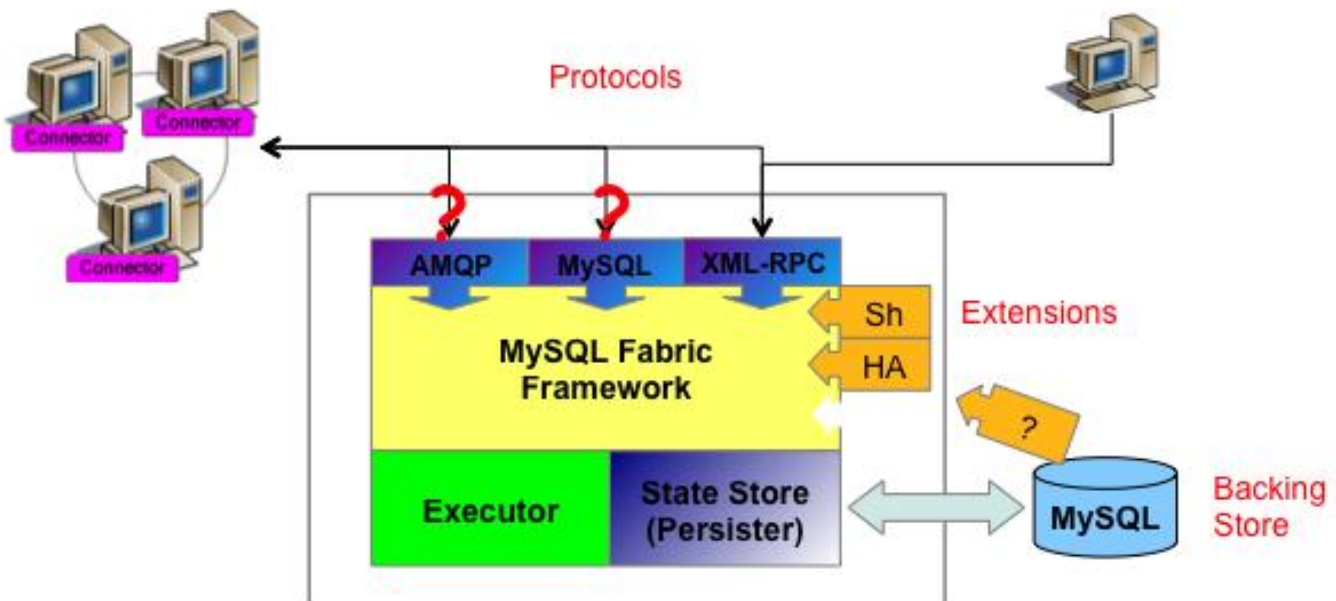 Protocols
Connector
Connector
Connector
?
?
AMQP
MySQL
XML-RPC
Sh
Extensions
MySQL Fabric
Framework
HA
?
Executor
State Store
(Persister)
MySQL
Backing
Store